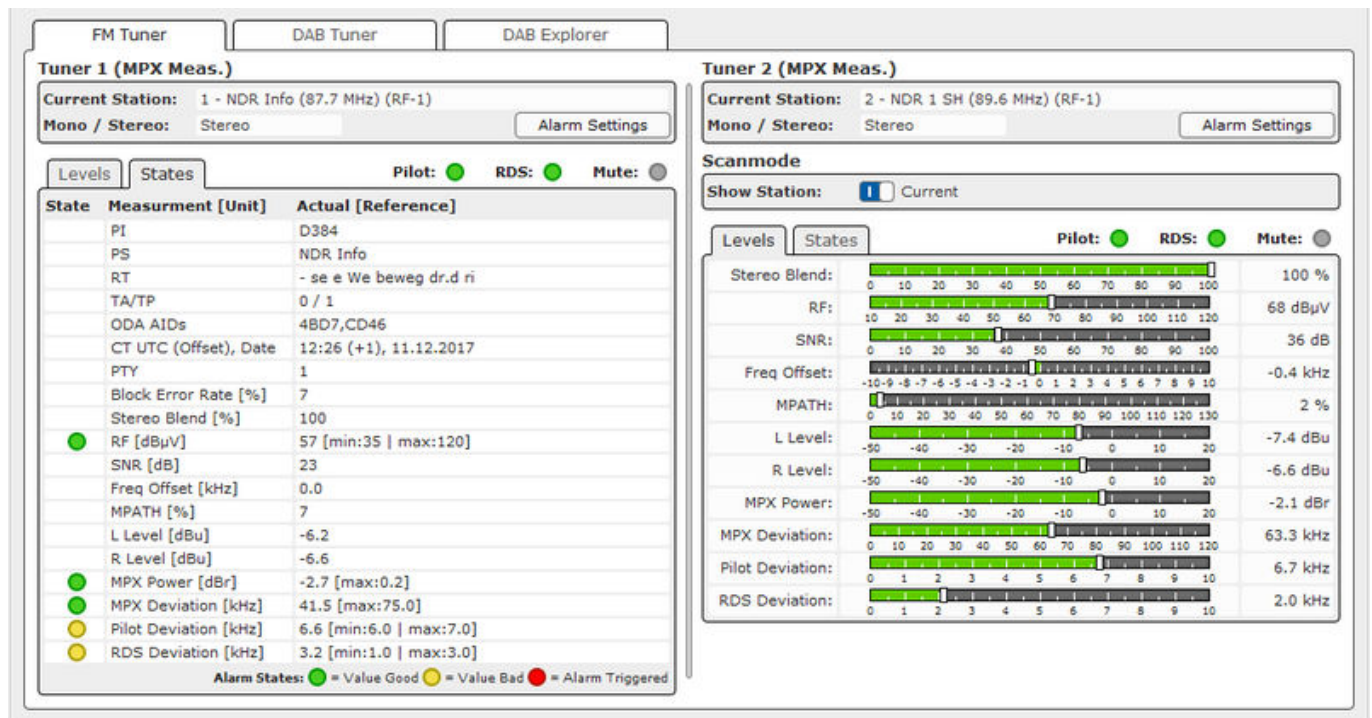 FM Tuner DAB Tuner DAB Explorer
Tuner 1 (MPX Meas.)
Current Station: 1 - NDR Info (87.7 MHz) (RF-1)
Mono / Stereo: Stereo Alarm Settings
Levels States Pilot: RDS: Mute:
State Measurment [Unit] Actual [Reference]
PI D384
PS NDR Info
RT - se e We beweg dr.d ri
TA/TP 0 / 1
ODA AIDs 4BD7,CD46
CT UTC (Offset), Date 12:26 (+1), 11.12.2017
PTY 1
Block Error Rate [%] 7
Stereo Blend [%] 100
RF [dBµV] 57 [min:35 | max:120]
SNR [dB] 23
Freq Offset [kHz] 0.0
MPATH [%] 7
L Level [dBu] -6.2
R Level [dBu] -6.6
MPX Power [dBr] -2.7 [max:0.2]
MPX Deviation [kHz] 41.5 [max:75.0]
Pilot Deviation [kHz] 6.6 [min:6.0 | max:7.0]
RDS Deviation [kHz] 3.2 [min:1.0 | max:3.0]
Alarm States: = Value Good = Value Bad = Alarm Triggered
Tuner 2 (MPX Meas.)
Current Station: 2 - NDR 1 SH (89.6 MHz) (RF-1)
Mono / Stereo: Stereo Alarm Settings
Scanmode
Show Station: I Current
Levels States Pilot: RDS: Mute:
Stereo Blend: 100 %
0 10 20 30 40 50 60 70 80 90 100
RF: 68 dBµV
10 20 30 40 50 60 70 80 90 100 110 120
SNR: 36 dB
0 10 20 30 40 50 60 70 80 90 100
Freq Offset: -0.4 kHz
-10 -9 -8 -7 -6 -5 -4 -3 -2 -1 0 1 2 3 4 5 6 7 8 9 10
MPATH: 2 %
0 10 20 30 40 50 60 70 80 90 100 110 120 130
L Level: -7.4 dBu
-50 -40 -30 -20 -10 0 10 20
R Level: -6.6 dBu
-50 -40 -30 -20 -10 0 10 20
MPX Power: -2.1 dBr
-50 -40 -30 -20 -10 0 10 20
MPX Deviation: 63.3 kHz
0 10 20 30 40 50 60 70 80 90 100 110 120
Pilot Deviation: 6.7 kHz
0 1 2 3 4 5 6 7 8 9 10
RDS Deviation: 2.0 kHz
0 1 2 3 4 5 6 7 8 9 10